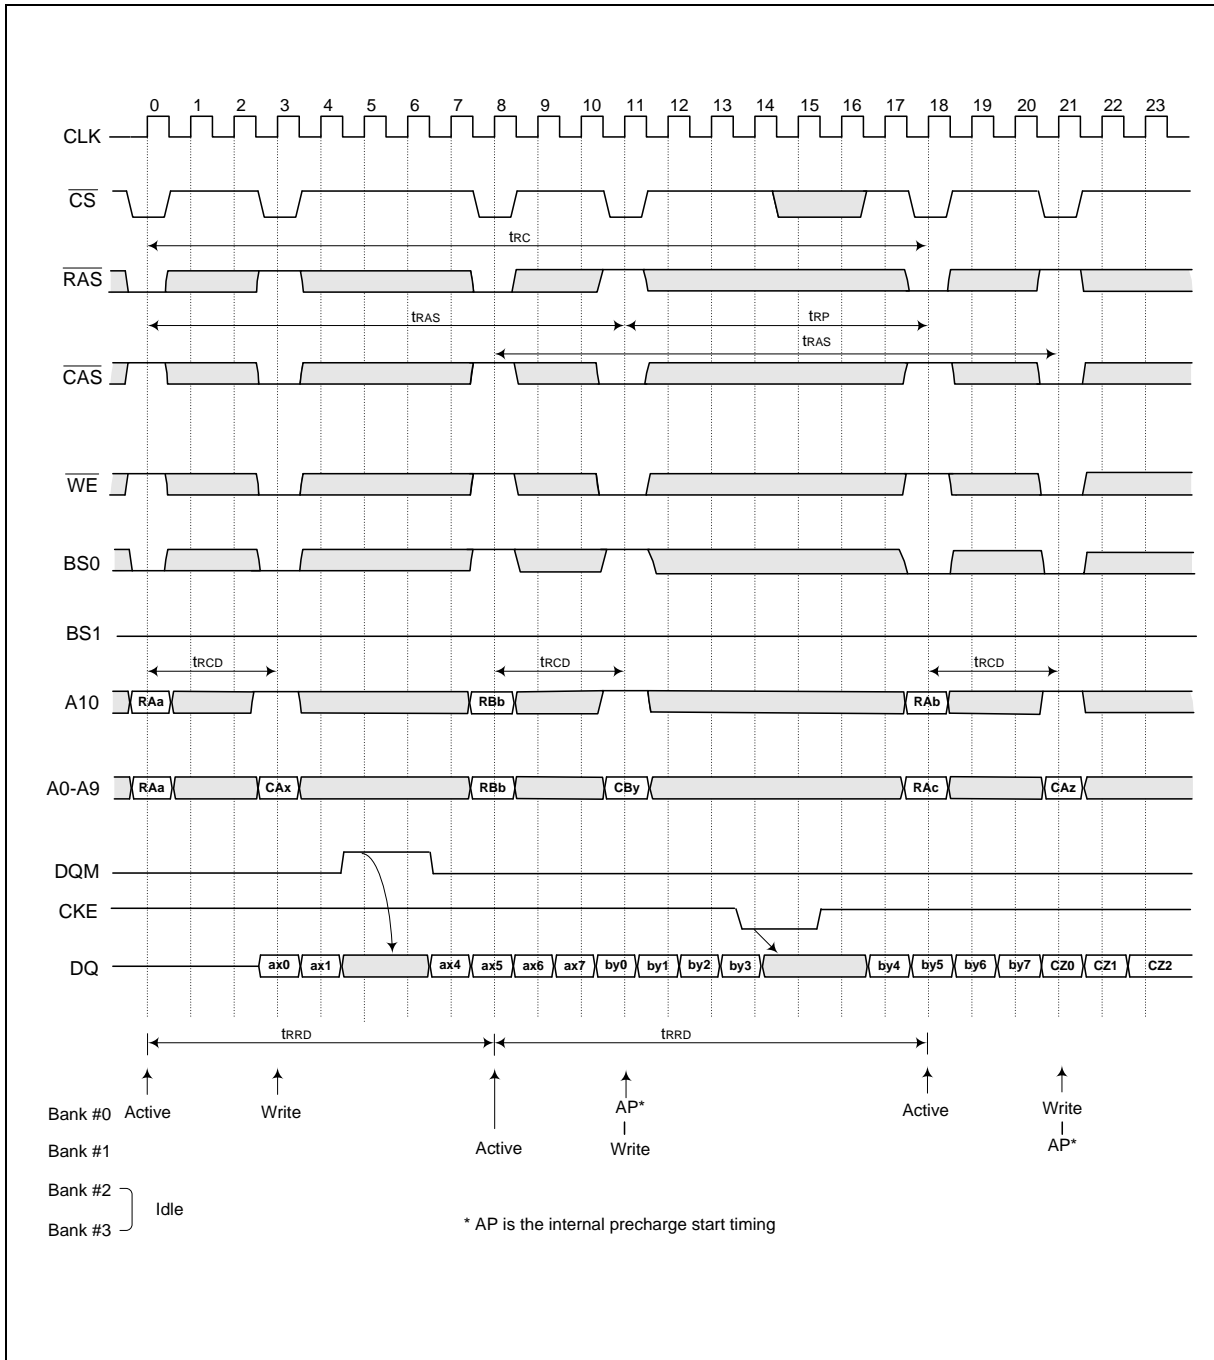 0 1 2 3 4 5 6 7 8 9 10 11 12 13 14 15 16 17 18 19 20 21 22 23
CLK
CS
tRC
RAS
tRAS tRP
tRAS
CAS
WE
BS0
BS1
tRCD tRCD tRCD
A10 RAa RBb RAb
A0-A9 RAa CAx RBb CBy RAc CAz
DQM
CKE
DQ ax0 ax1 ax4 ax5 ax6 ax7 by0 by1 by2 by3 by4 by5 by6 by7 CZ0 CZ1 CZ2
tRRD tRRD
Bank #0 Active Write AP* Active Write
Bank #1 Active Write AP*
Bank #2
Idle
Bank #3
* AP is the internal precharge start timing